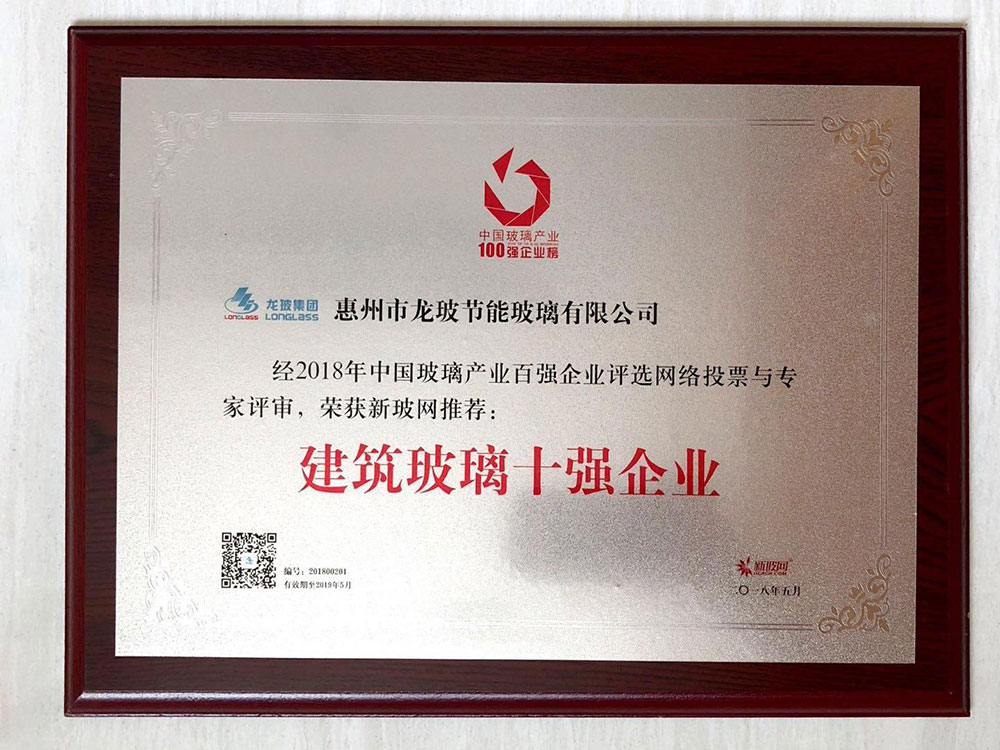 中国玻璃产业
100强企业榜
龙玻集团
LONGLASS
LONGLASS
惠州市龙玻节能玻璃有限公司
经2018年中国玻璃产业百强企业评选网络投票与专
家评审，荣获新玻网推荐：
建筑玻璃十强企业
编号：201800201
有效期至2019年5月
新玻网
二〇一八年五月